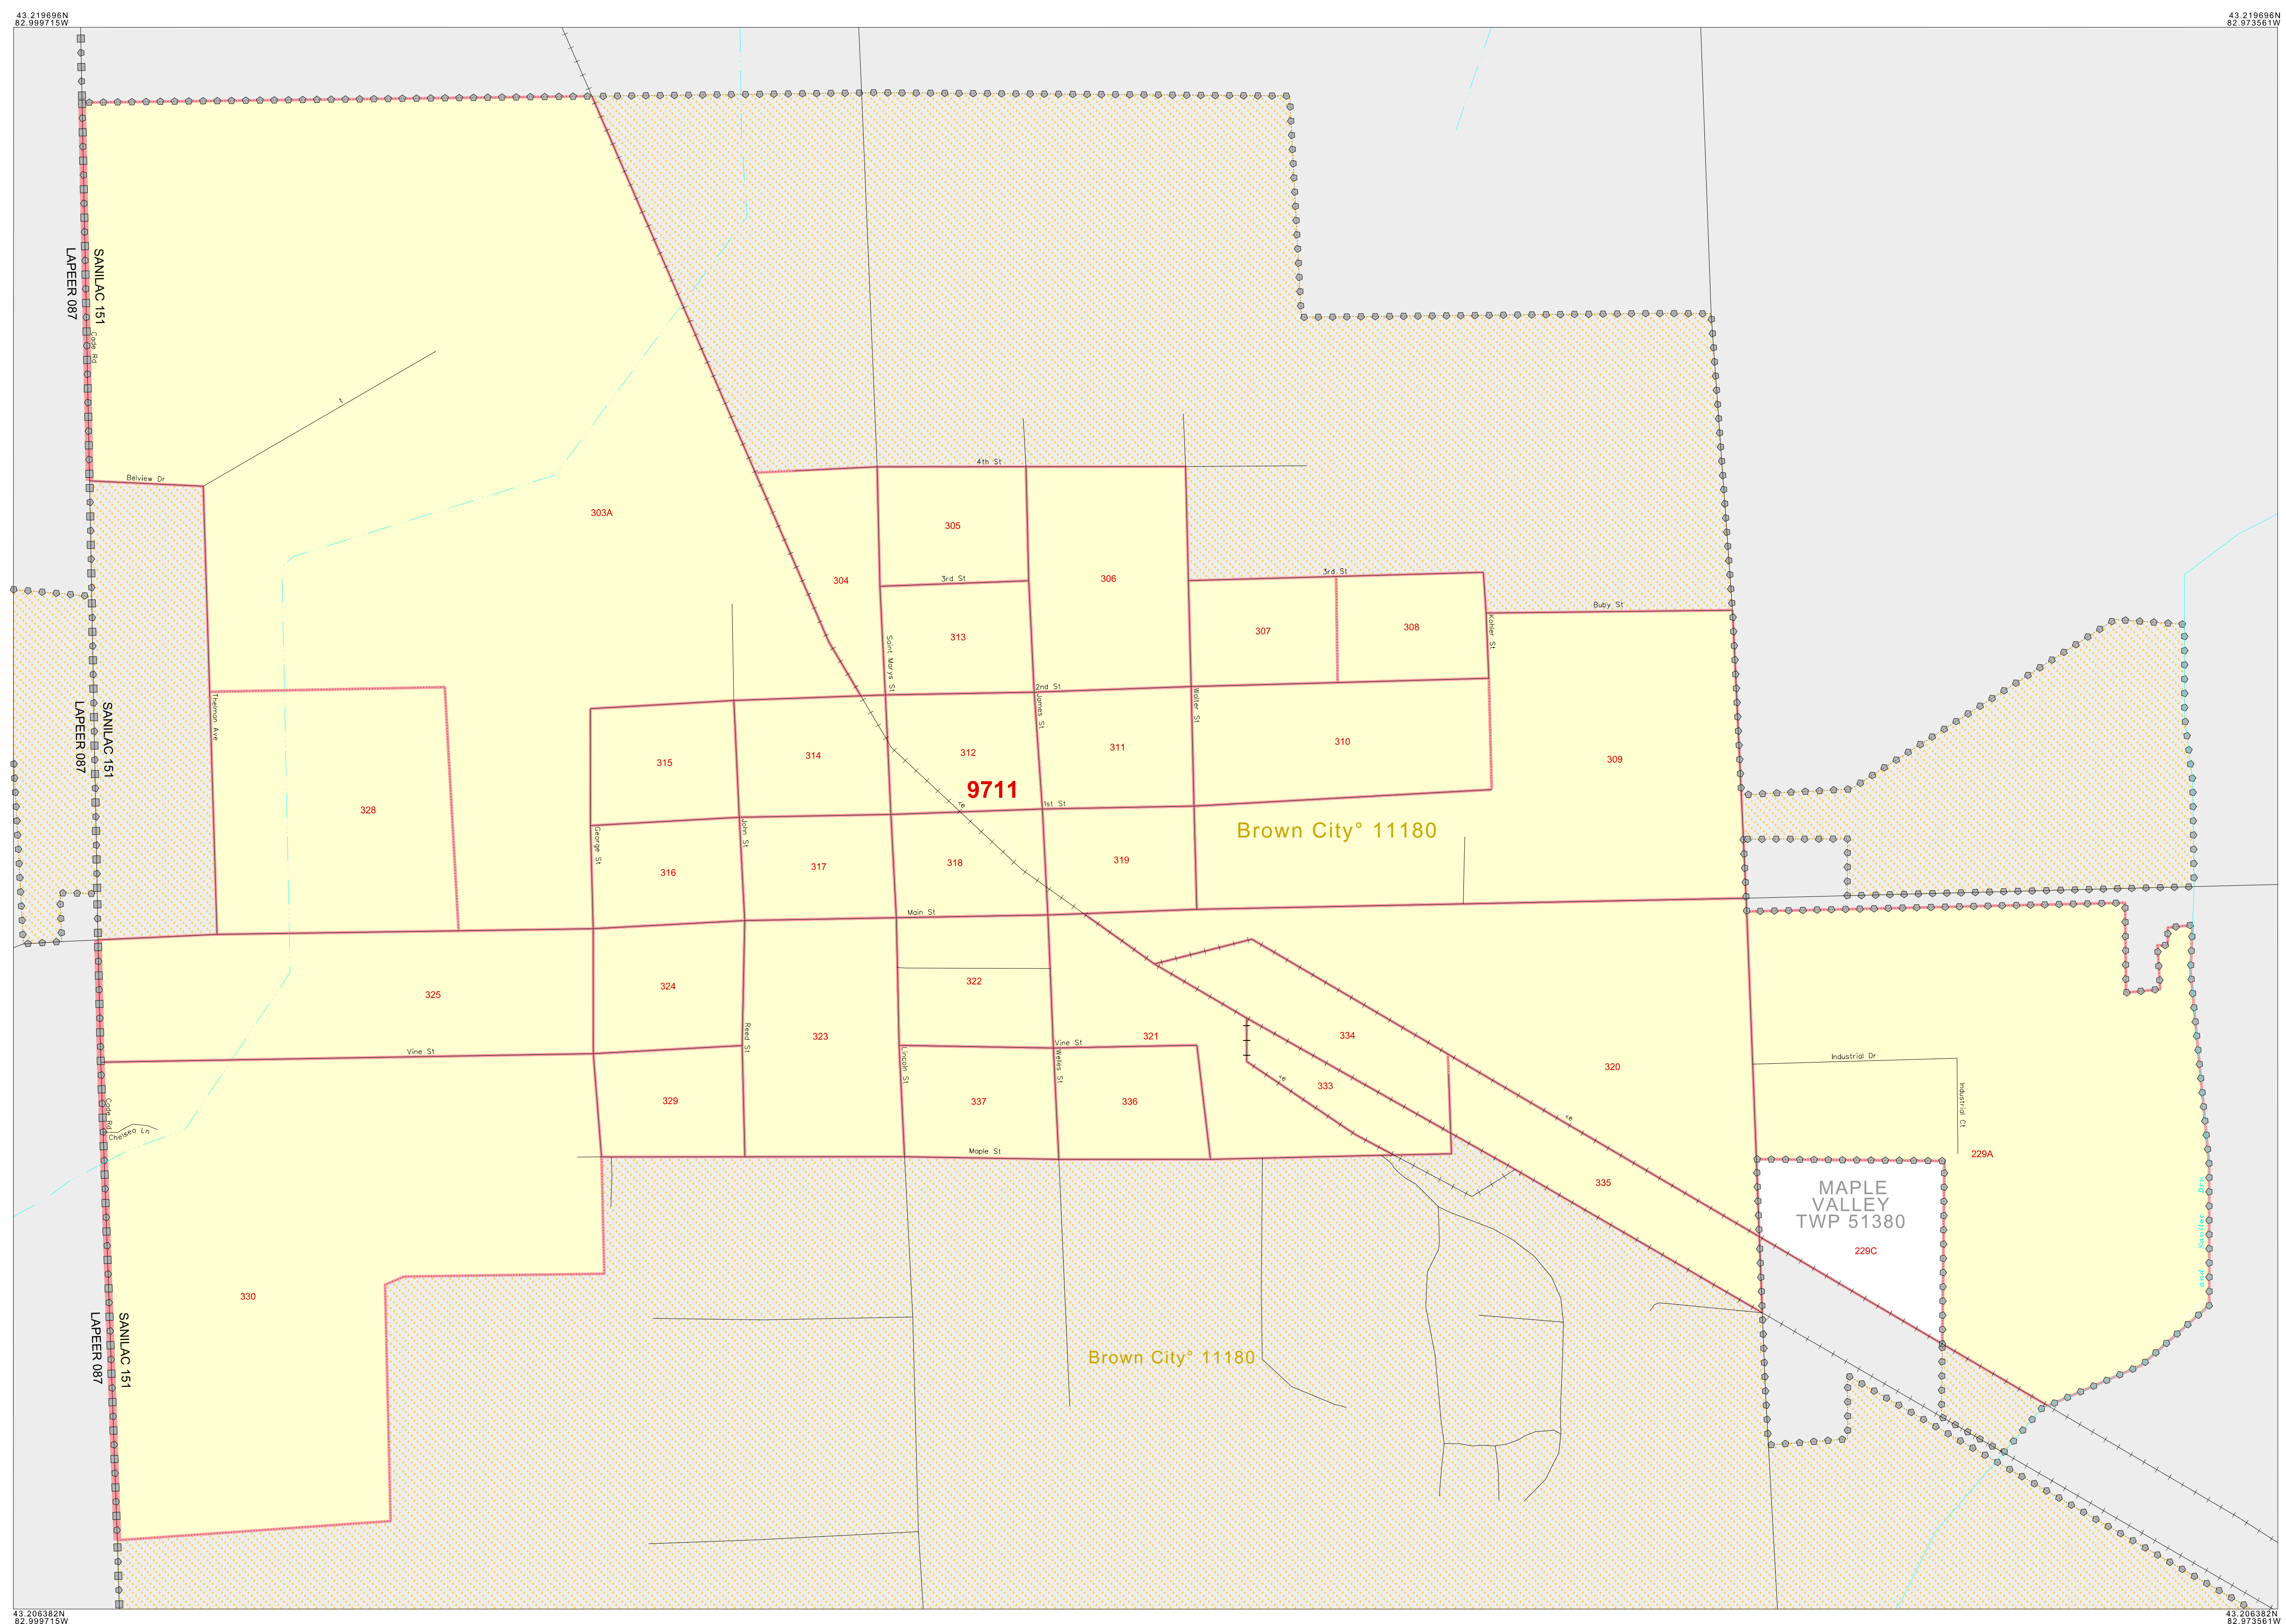 43.219696N
82.999715W
43.219696N
82.973561W
SANILAC 151
LAPEER 087
Cade Rd
Belview Dr
4th St
303A
305
304
3rd St
306
3rd St
Buby St
307
308
Kohler St
313
Saint Marys St
2nd St
James St
Walter St
Thelman Ave
SANILAC 151
LAPEER 087
315
314
312
311
310
309
9711
1st St
328
George St
John St
Brown City° 11180
316
317
318
319
Main St
325
324
322
323
Reed St
321
334
Vine St
Vine St
Lincoln St
Welles St
320
Industrial Dr
Industrial Ct
333
329
337
336
Cade Rd
Chelsea Ln
Maple St
229A
335
MAPLE
VALLEY
TWP 51380
229C
330
SANILAC 151
LAPEER 087
Brown City° 11180
43.206382N
82.999715W
43.206382N
82.973561W